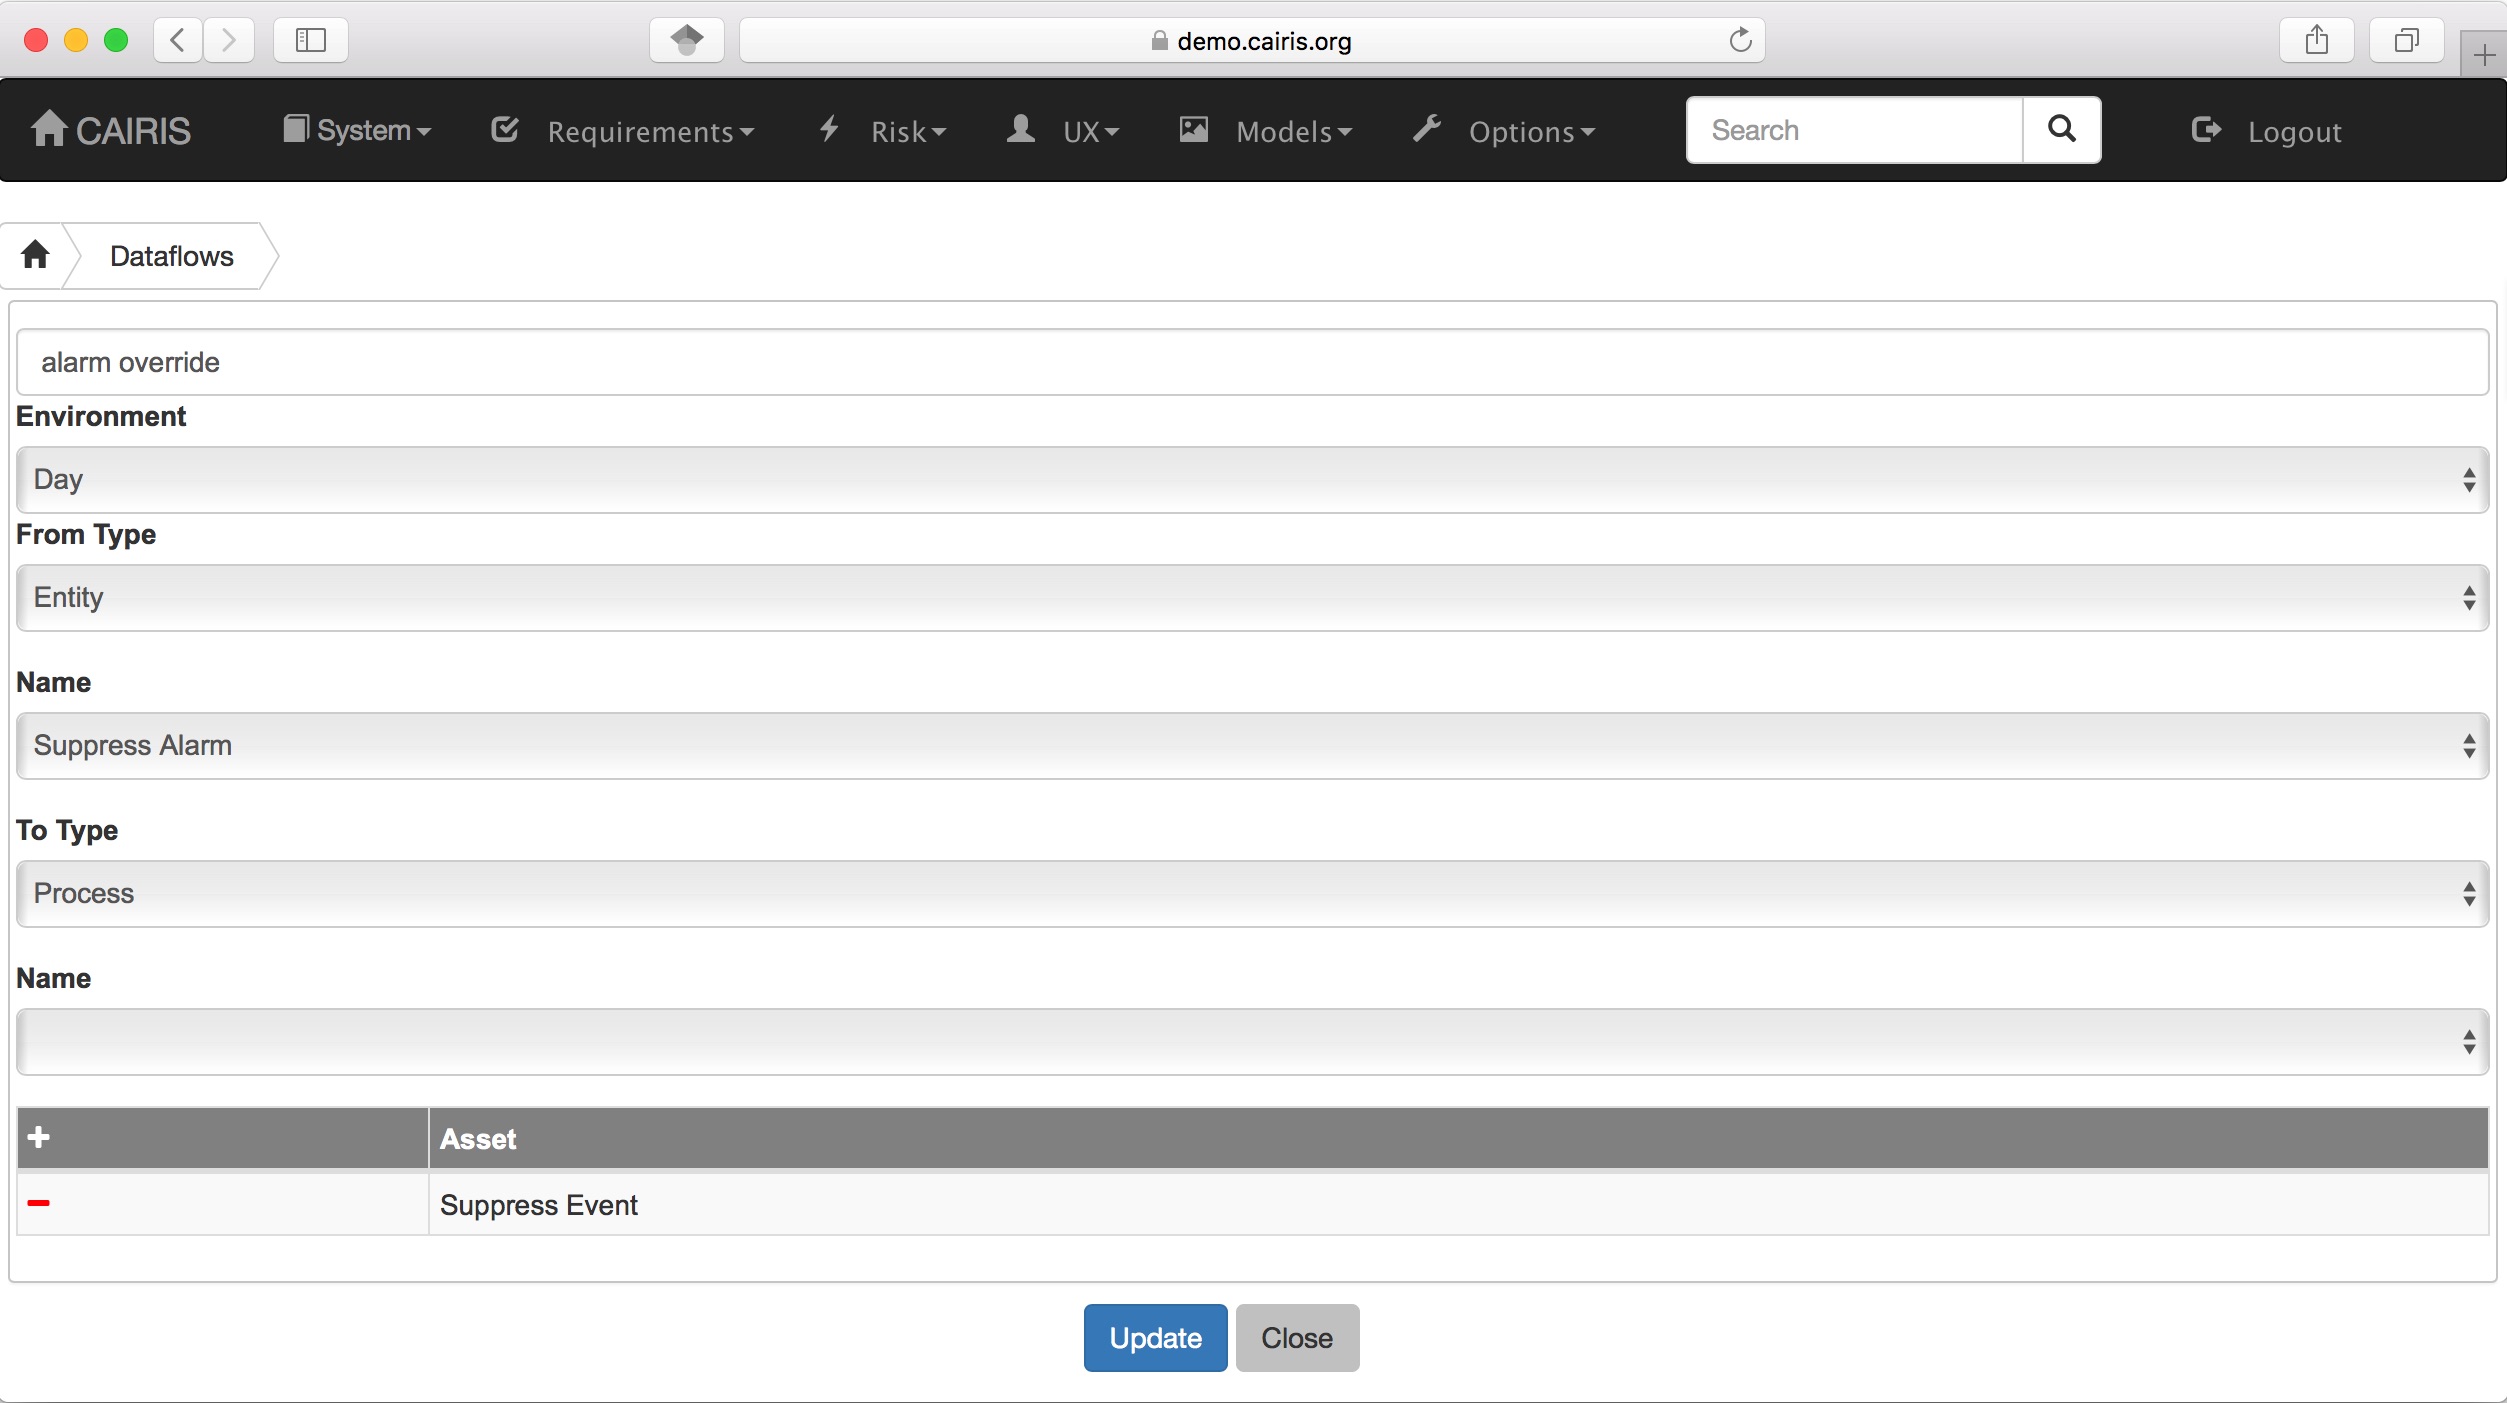 demo.cairis.org
CAIRIS System Requirements Risk UX Models Options Search Logout
Dataflows
alarm override
Environment
Day
From Type
Entity
Name
Suppress Alarm
To Type
Process
Name
Asset
Suppress Event
Update Close